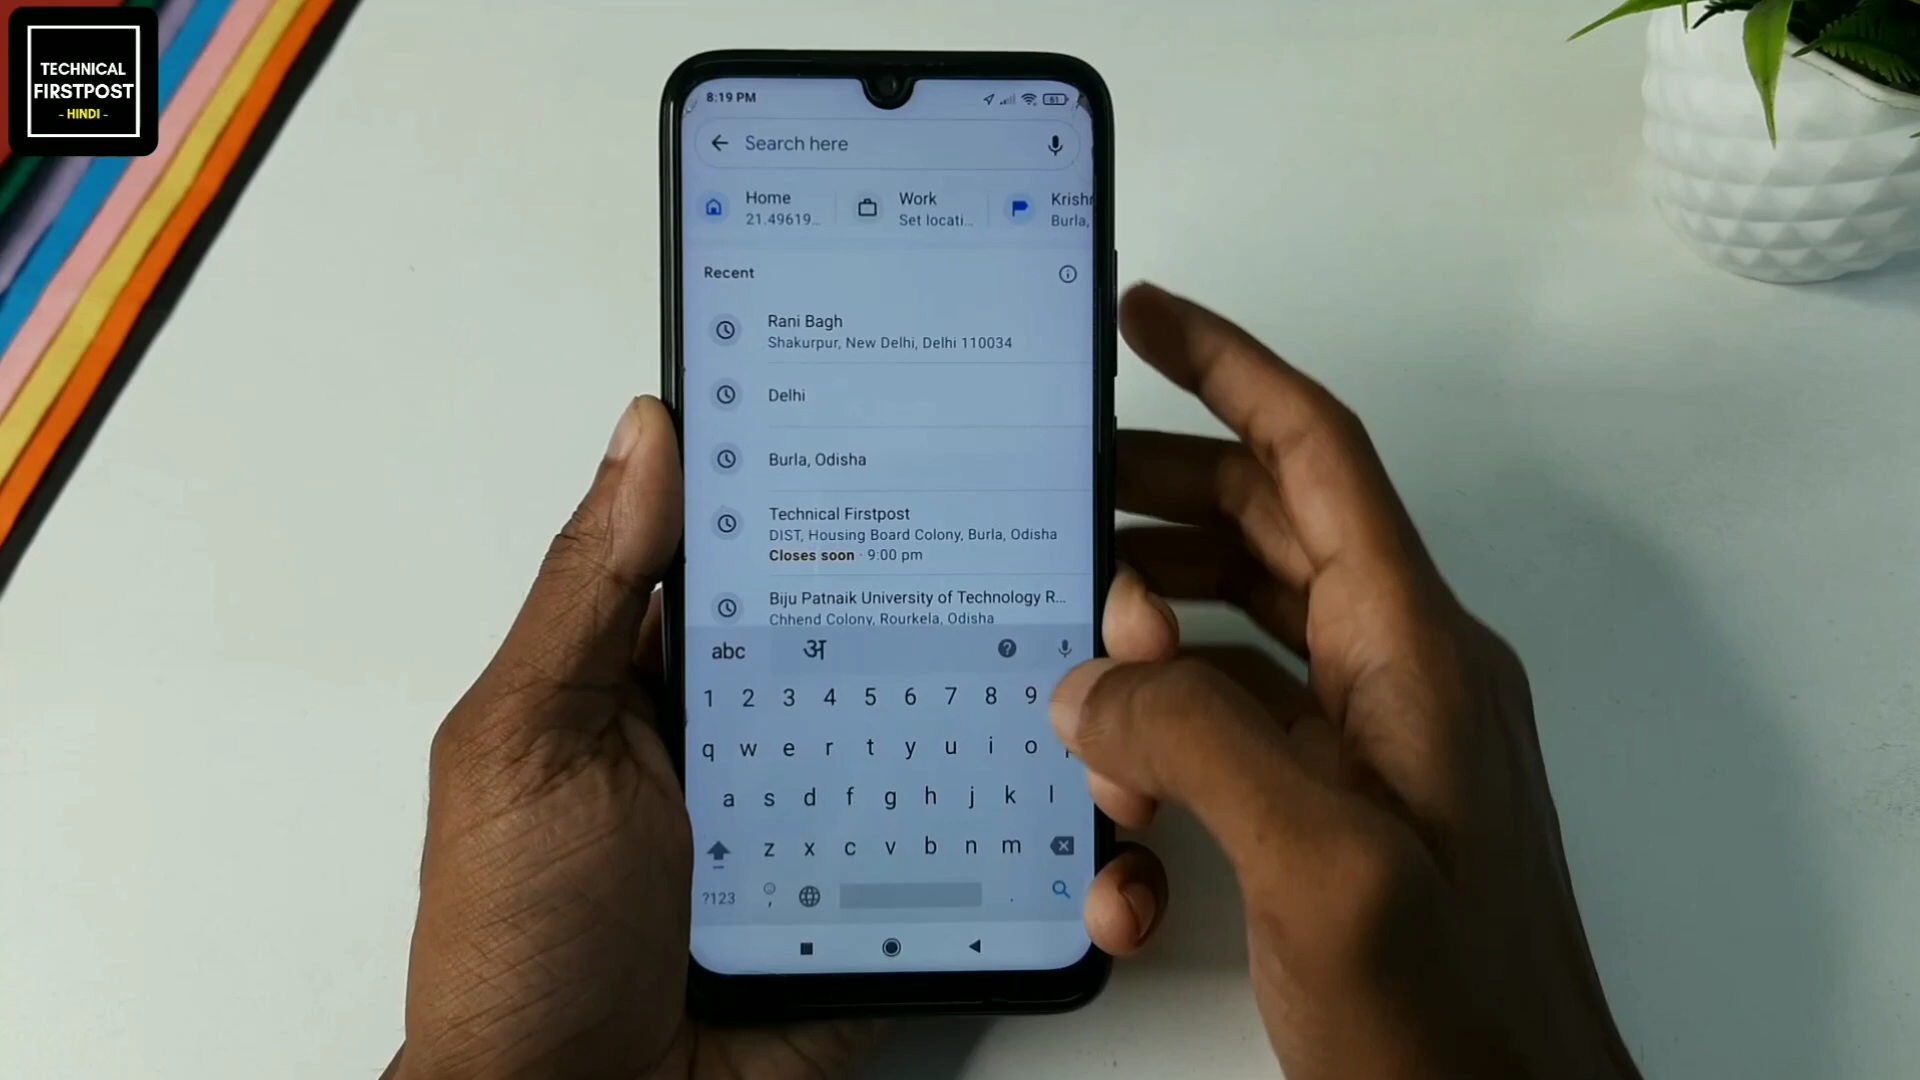 TECHNICAL
FIRSTPOST
- HINDI -
8:19 PM
61
Search here
Home
21.49619...
Work
Set locati...
Burla,
Recent
Rani Bagh
Shakurpur, New Delhi, Delhi 110034
Delhi
Burla, Odisha
Technical Firstpost
DIST, Housing Board Colony, Burla, Odisha
Closes soon · 9:00 pm
Biju Patnaik University of Technology R...
Chhend Colony, Rourkela, Odisha
abc अ
1 2 3 4 5 6 7 8 9
q w e r t y u i o
a s d f g h j k l
z x c v b n m
?123 , .